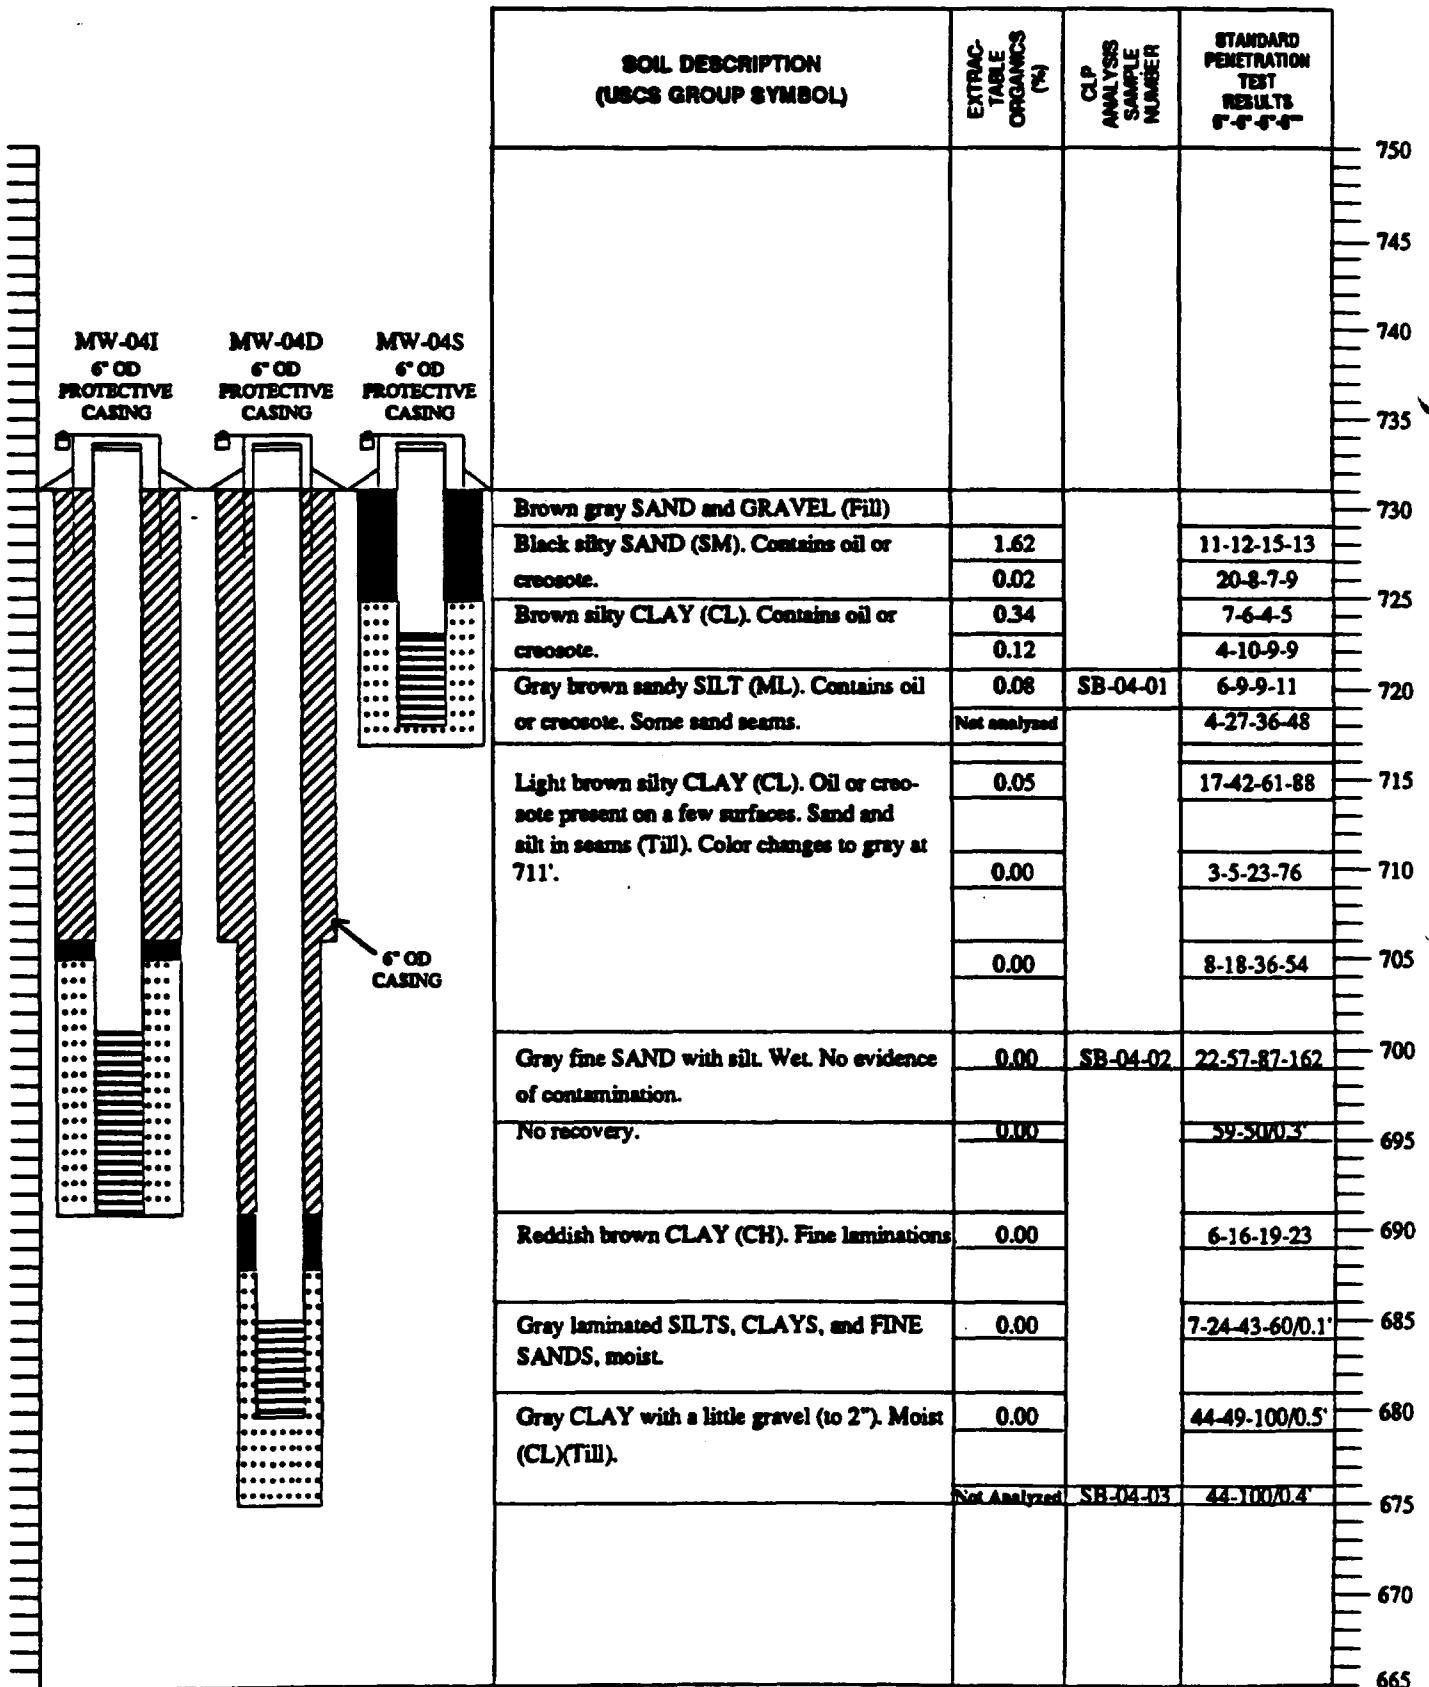 SOIL DESCRIPTION
(USCS GROUP SYMBOL)
EXTRAC-
TABLE
ORGANICS
(%)
CLP
ANALYSIS
SAMPLE
NUMBER
STANDARD
PENETRATION
TEST
RESULTS
6"-6"-6"-6"
750
745
740
735
MW-04I
6" OD
PROTECTIVE
CASING
MW-04D
6" OD
PROTECTIVE
CASING
MW-04S
6" OD
PROTECTIVE
CASING
Brown gray SAND and GRAVEL (Fill)
730
Black silty SAND (SM). Contains oil or
1.62
11-12-15-13
creosote.
0.02
20-8-7-9
725
Brown silty CLAY (CL). Contains oil or
0.34
7-6-4-5
creosote.
0.12
4-10-9-9
Gray brown sandy SILT (ML). Contains oil
0.08
SB-04-01
6-9-9-11
720
or creosote. Some sand seams.
Not analyzed
4-27-36-48
Light brown silty CLAY (CL). Oil or creo-
0.05
17-42-61-88
715
sote present on a few surfaces. Sand and
silt in seams (Till). Color changes to gray at
711'.
0.00
3-5-23-76
710
6" OD
CASING
0.00
8-18-36-54
705
Gray fine SAND with silt. Wet. No evidence
0.00
SB-04-02
22-57-87-162
700
of contamination.
No recovery.
0.00
59-50/0.3'
695
Reddish brown CLAY (CH). Fine laminations
0.00
6-16-19-23
690
Gray laminated SILTS, CLAYS, and FINE
0.00
7-24-43-60/0.1'
685
SANDS, moist.
Gray CLAY with a little gravel (to 2"). Moist
0.00
44-49-100/0.5'
680
(CL)(Till).
Not Analyzed
SB-04-03
44-100/0.4'
675
670
665